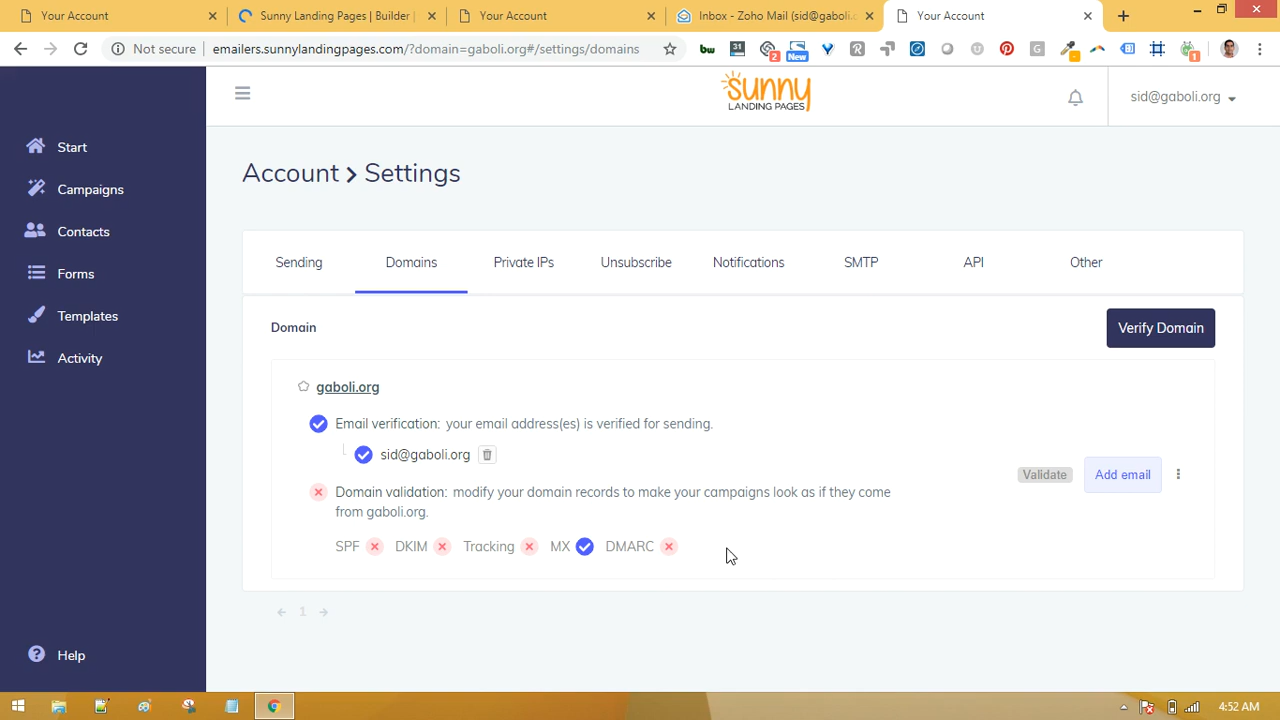 Your Account
Sunny Landing Pages | Builder |
Your Account
Inbox - Zoho Mail (sid@gaboli.o
Your Account
Not secure
emailers.sunnylandingpages.com/?domain=gaboli.org#/settings/domains
bw
31
2
New
R
G
1
sunny
LANDING PAGES
sid@gaboli.org
Start
Campaigns
Contacts
Forms
Templates
Activity
Help
Account > Settings
Sending
Domains
Private IPs
Unsubscribe
Notifications
SMTP
API
Other
Domain
Verify Domain
gaboli.org
Email verification: your email address(es) is verified for sending.
sid@gaboli.org
Validate
Add email
Domain validation: modify your domain records to make your campaigns look as if they come
from gaboli.org.
SPF
DKIM
Tracking
MX
DMARC
1
4:52 AM